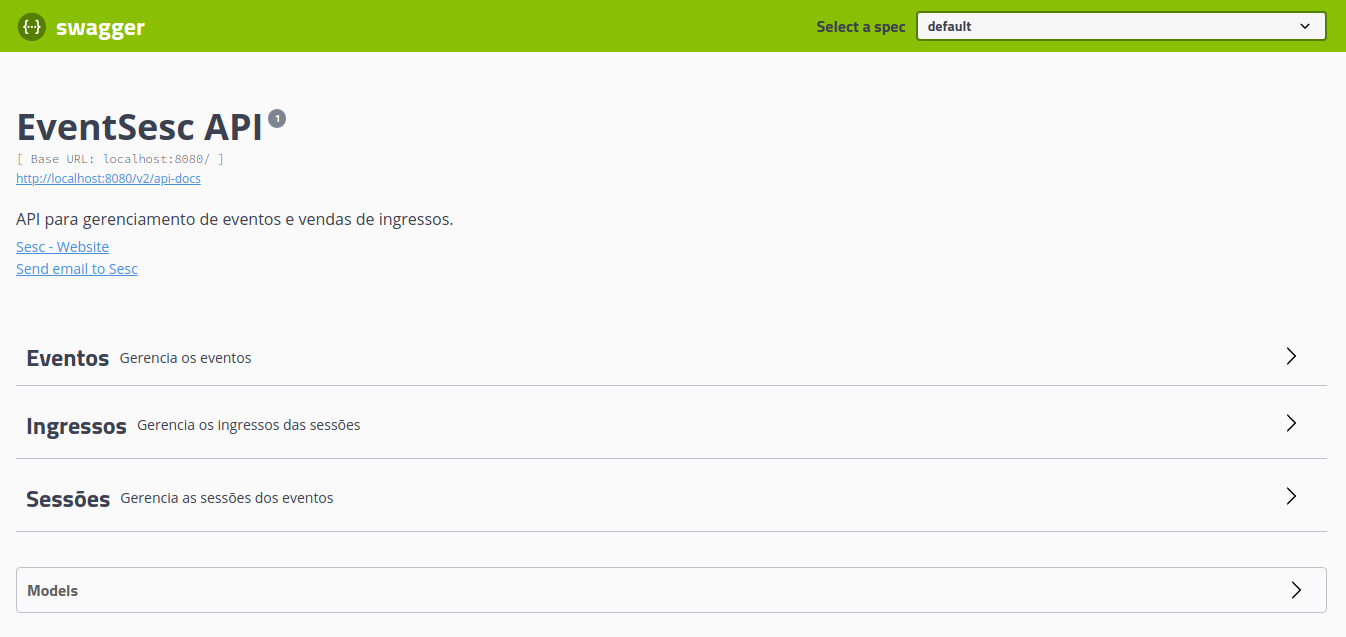 {···} swagger Select a spec default
EventSesc API 1
[ Base URL: localhost:8080/ ]
http://localhost:8080/v2/api-docs
API para gerenciamento de eventos e vendas de ingressos.
Sesc - Website
Send email to Sesc
Eventos Gerencia os eventos
Ingressos Gerencia os ingressos das sessões
Sessões Gerencia as sessões dos eventos
Models